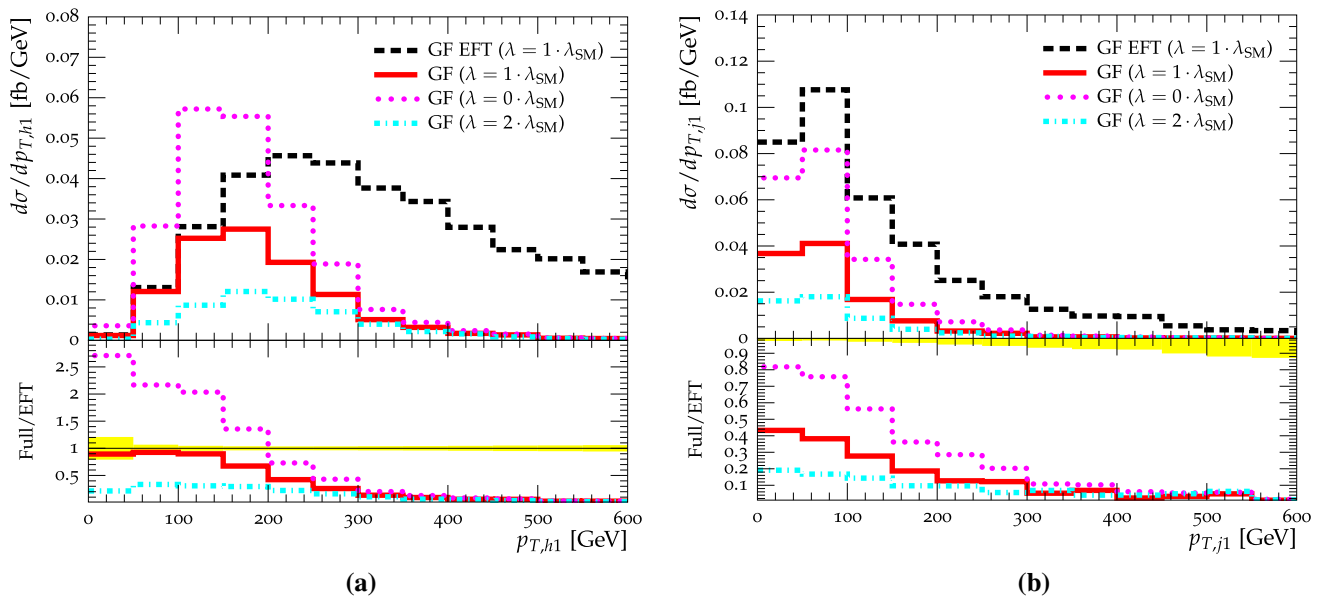 0.08
0.07
0.06
0.05
0.04
0.03
0.02
0.01
0
dσ/dp_{T,h1} [fb/GeV]
GF EFT (λ = 1 · λ_SM)
GF (λ = 1 · λ_SM)
GF (λ = 0 · λ_SM)
GF (λ = 2 · λ_SM)
2.5
2
1.5
1
0.5
Full/EFT
0 100 200 300 400 500 600
p_{T,h1} [GeV]
(a)
0.14
0.12
0.1
0.08
0.06
0.04
0.02
0
dσ/dp_{T,j1} [fb/GeV]
GF EFT (λ = 1 · λ_SM)
GF (λ = 1 · λ_SM)
GF (λ = 0 · λ_SM)
GF (λ = 2 · λ_SM)
0.9
0.8
0.7
0.6
0.5
0.4
0.3
0.2
0.1
Full/EFT
0 100 200 300 400 500 600
p_{T,j1} [GeV]
(b)